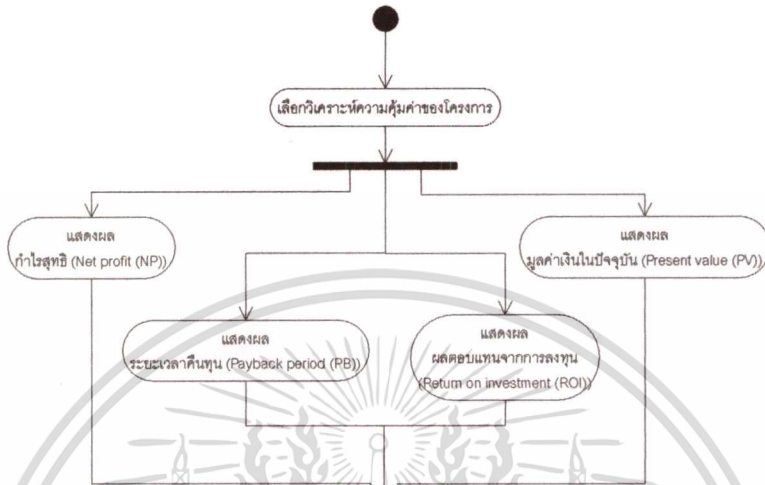 เลือกวิเคราะห์ความคุ้มค่าของโครงการ
แสดงผล
กำไรสุทธิ (Net profit (NP))
แสดงผล
มูลค่าเงินในปัจจุบัน (Present value (PV))
แสดงผล
ระยะเวลาคืนทุน (Payback period (PB))
แสดงผล
ผลตอบแทนจากการลงทุน
(Return on investment (ROI))